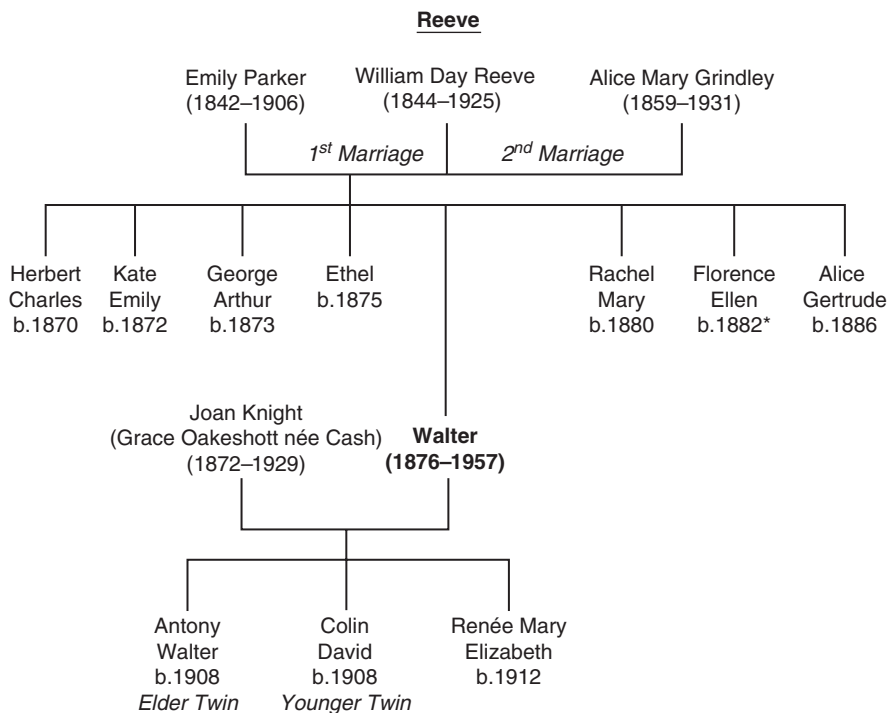 Reeve
Emily Parker
(1842–1906)
William Day Reeve
(1844–1925)
Alice Mary Grindley
(1859–1931)
1st Marriage
2nd Marriage
Herbert
Charles
b.1870
Kate
Emily
b.1872
George
Arthur
b.1873
Ethel
b.1875
Rachel
Mary
b.1880
Florence
Ellen
b.1882*
Alice
Gertrude
b.1886
Joan Knight
(Grace Oakeshott née Cash)
(1872–1929)
Walter
(1876–1957)
Antony
Walter
b.1908
Elder Twin
Colin
David
b.1908
Younger Twin
Renée Mary
Elizabeth
b.1912